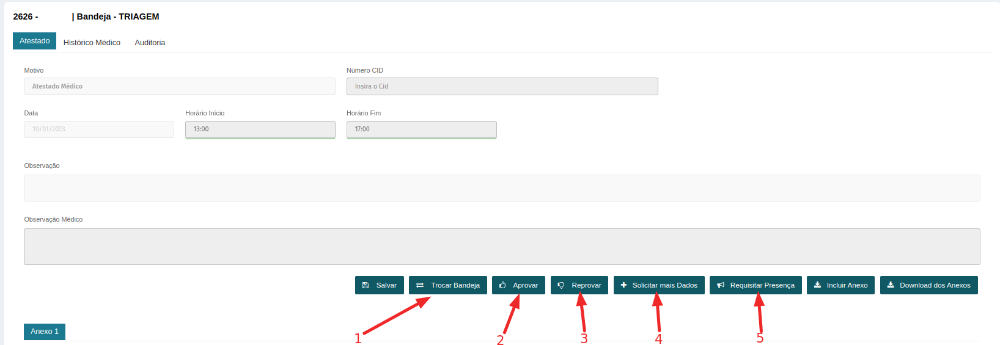 2626 - | Bandeja - TRIAGEM
Atestado Histórico Médico Auditoria
Motivo Número CID
Atestado Médico Insira o Cid
Data Horário Início Horário Fim
10/01/2023 13:00 17:00
Observação
Observação Médico
Salvar Trocar Bandeja Aprovar Reprovar Solicitar mais Dados Requisitar Presença Incluir Anexo Download dos Anexos
1 2 3 4 5
Anexo 1